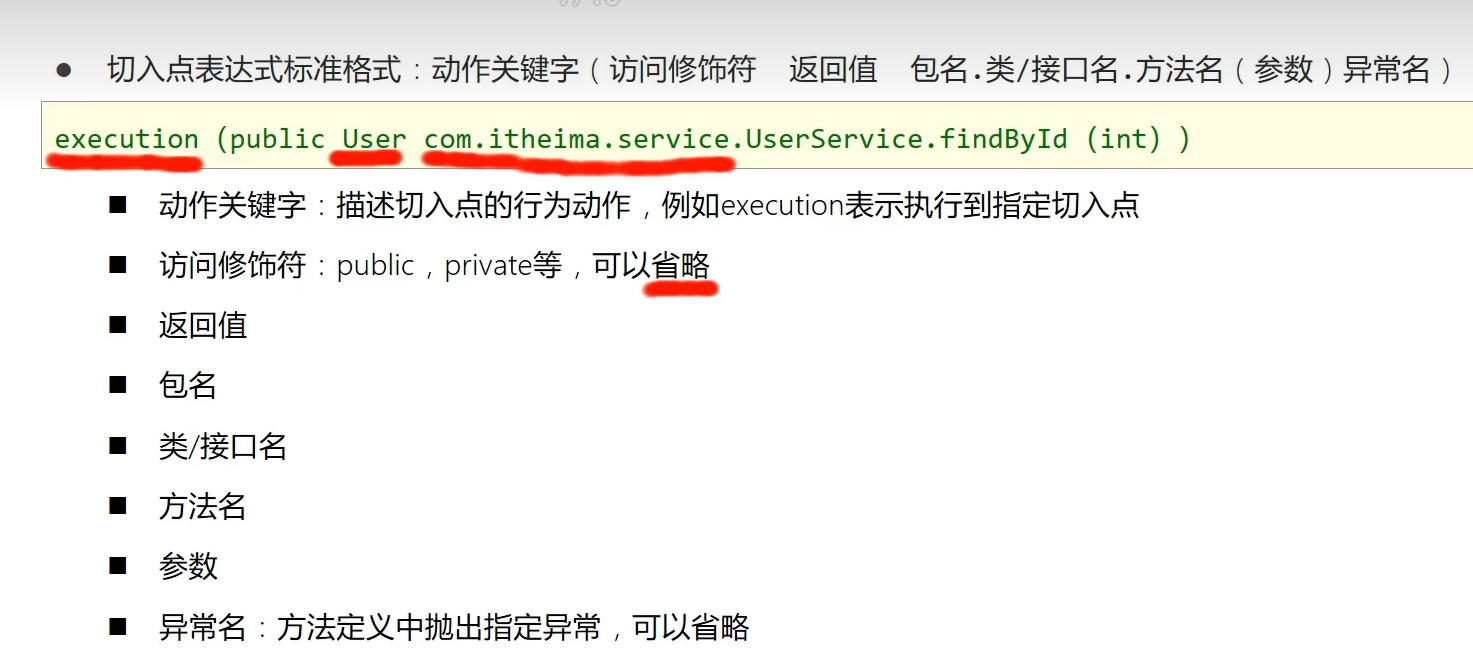 切入点表达式标准格式：动作关键字（访问修饰符 返回值 包名.类/接口名.方法名（参数）异常名）
execution (public User com.itheima.service.UserService.findById (int) )
动作关键字：描述切入点的行为动作，例如execution表示执行到指定切入点
访问修饰符：public，private等，可以省略
返回值
包名
类/接口名
方法名
参数
异常名：方法定义中抛出指定异常，可以省略